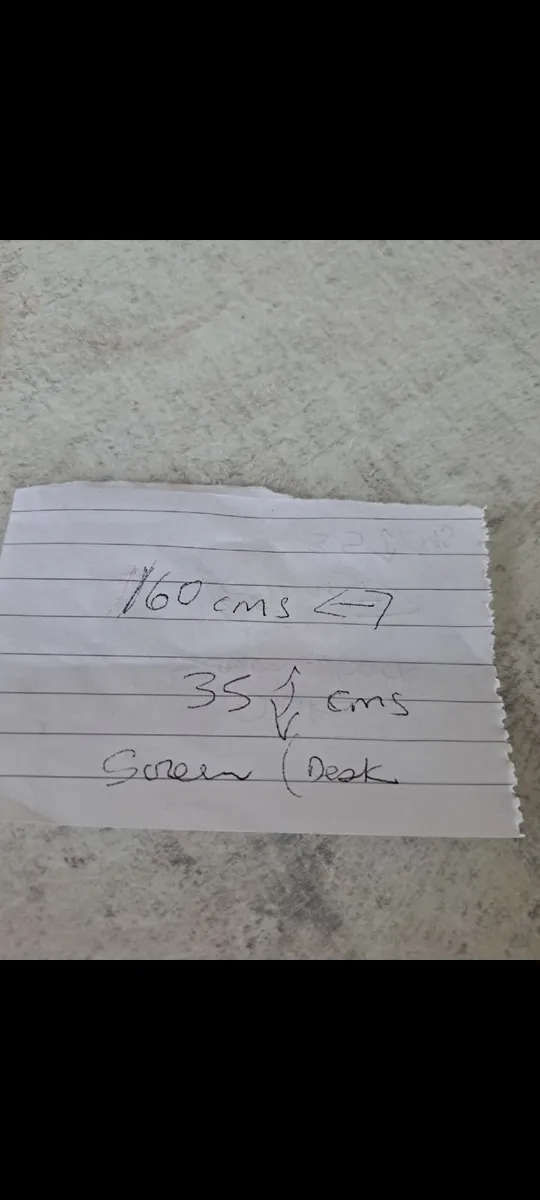 160 cms ↔
35 ↕ cms
Screen (Desk